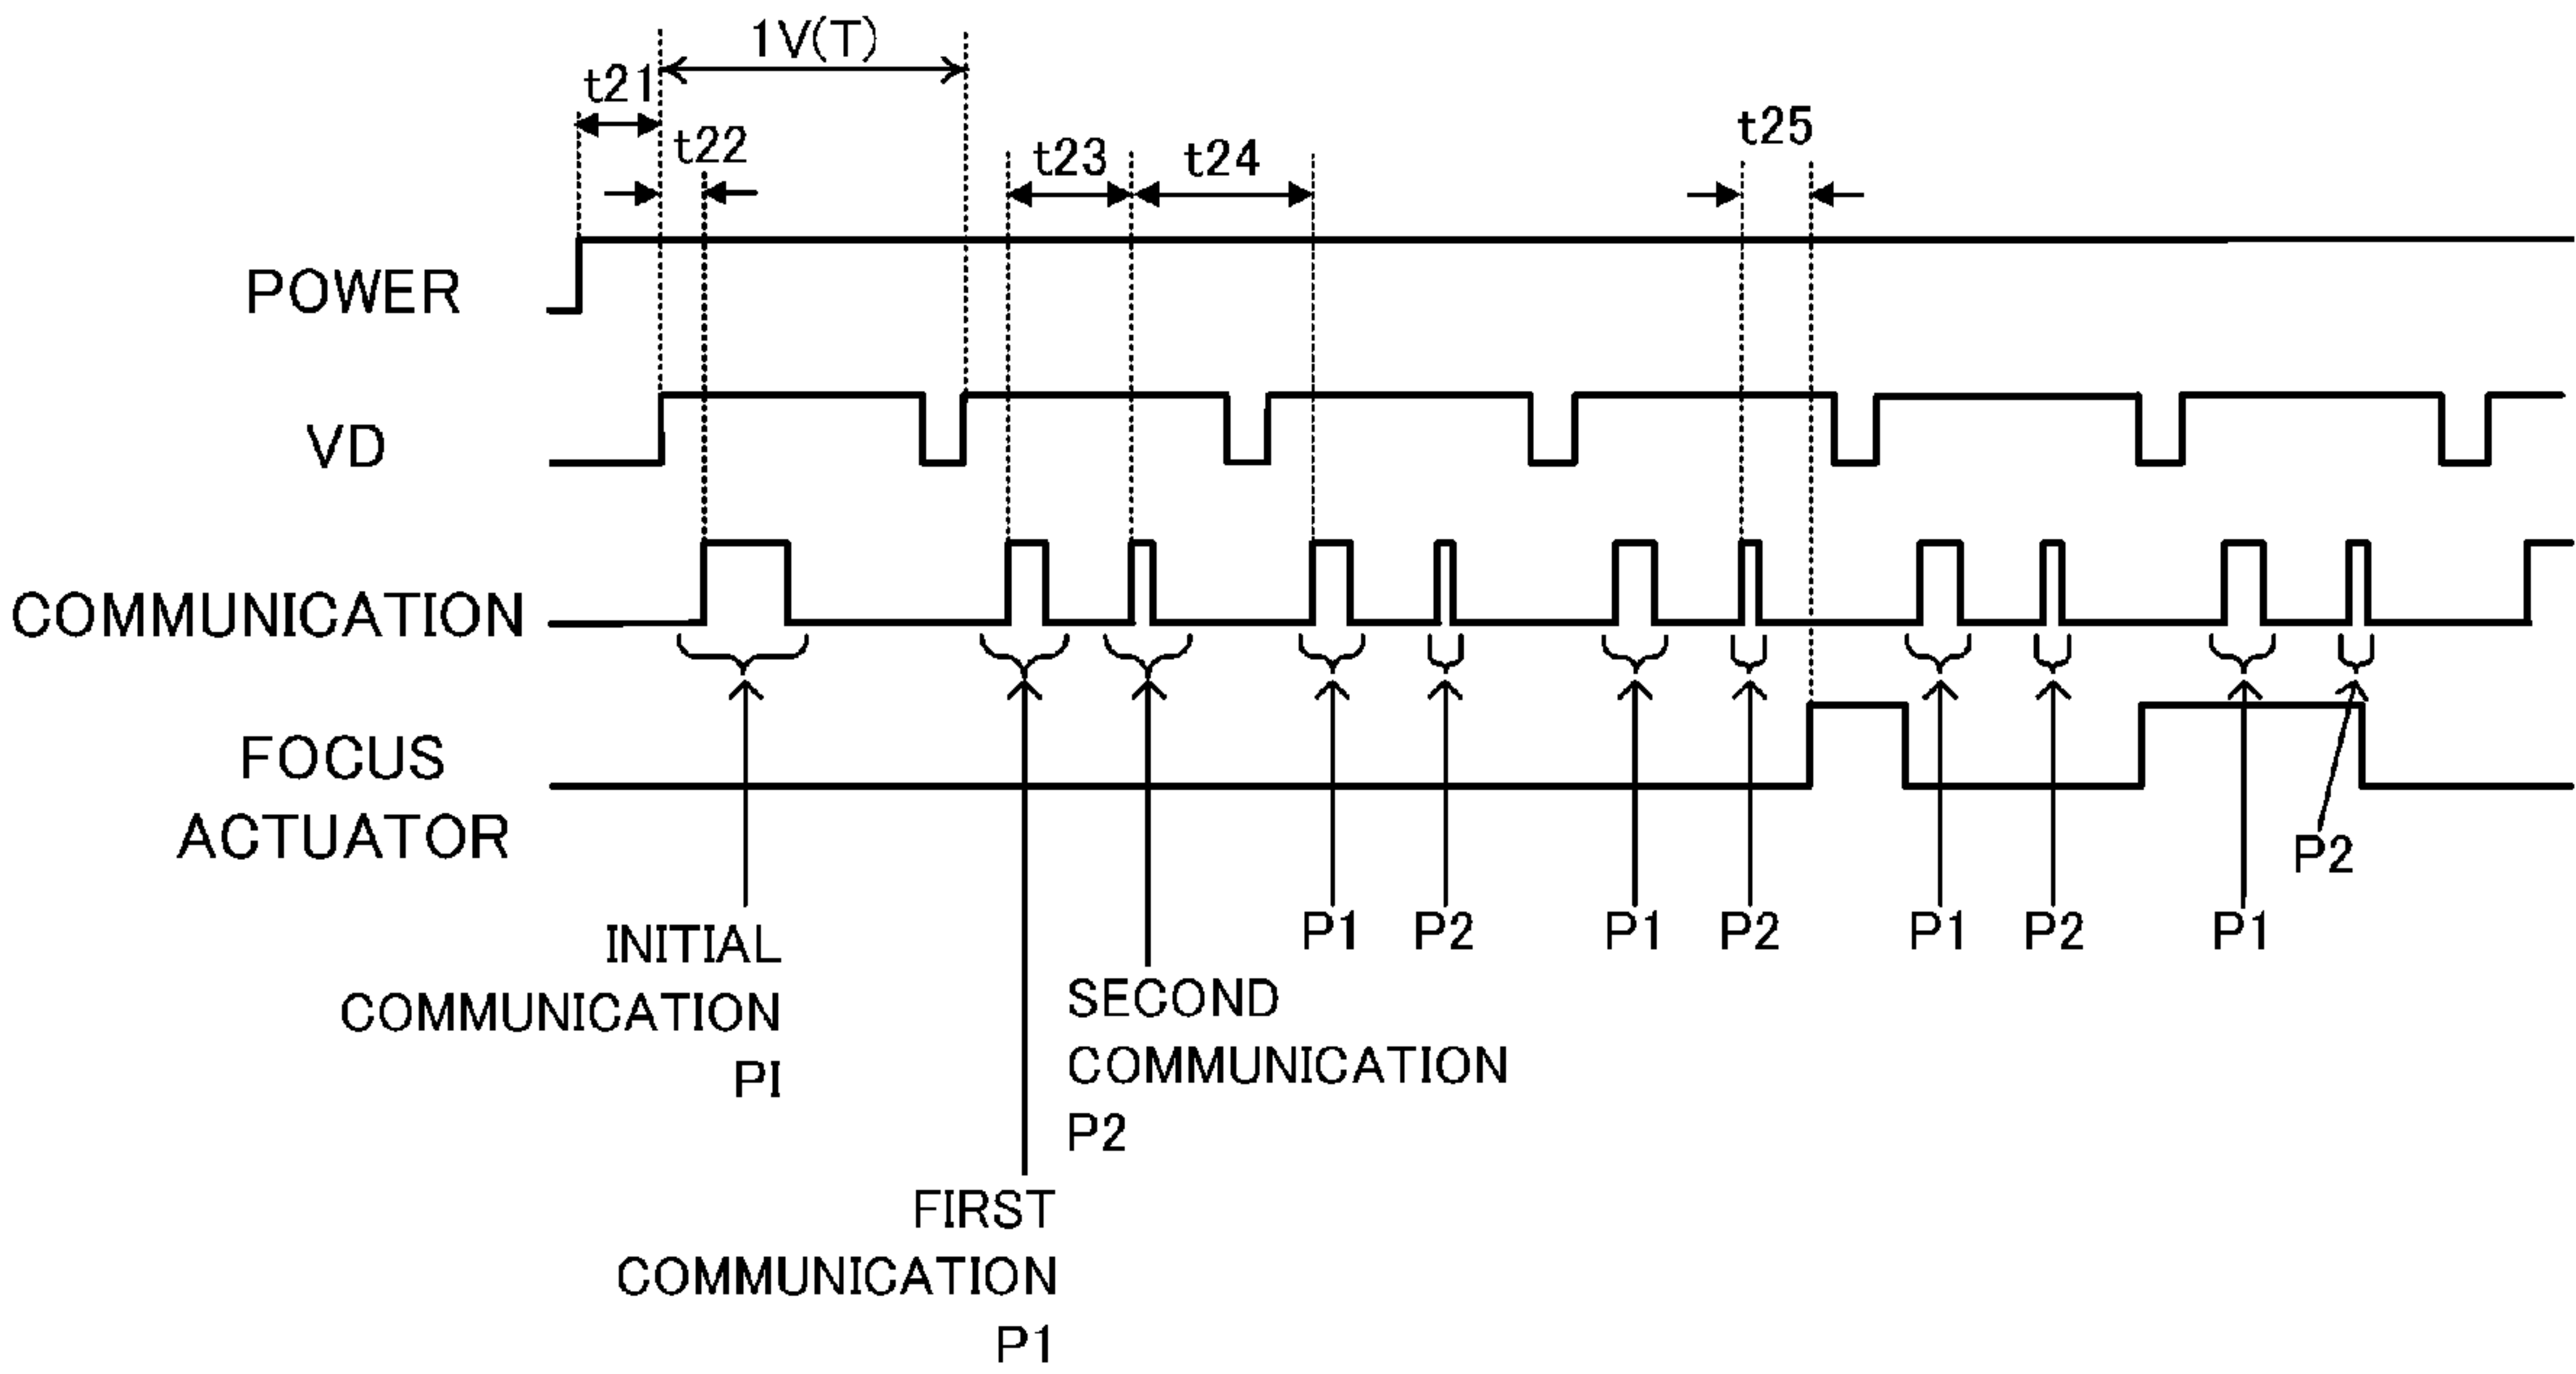 1V(T)
t21
t22
t23
t24
t25
POWER
VD
COMMUNICATION
FOCUS
ACTUATOR
P2
P1
P2
P1
P2
P1
P2
P1
INITIAL
COMMUNICATION
PI
SECOND
COMMUNICATION
P2
FIRST
COMMUNICATION
P1